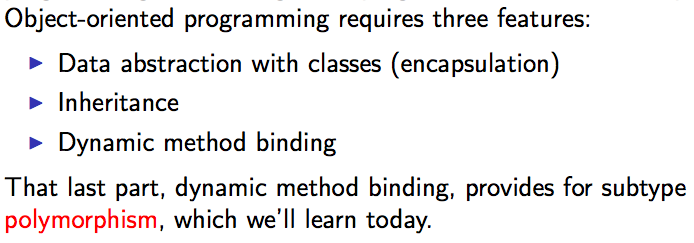 Object-oriented programming requires three features:
▶ Data abstraction with classes (encapsulation)
▶ Inheritance
▶ Dynamic method binding
That last part, dynamic method binding, provides for subtype
polymorphism, which we'll learn today.